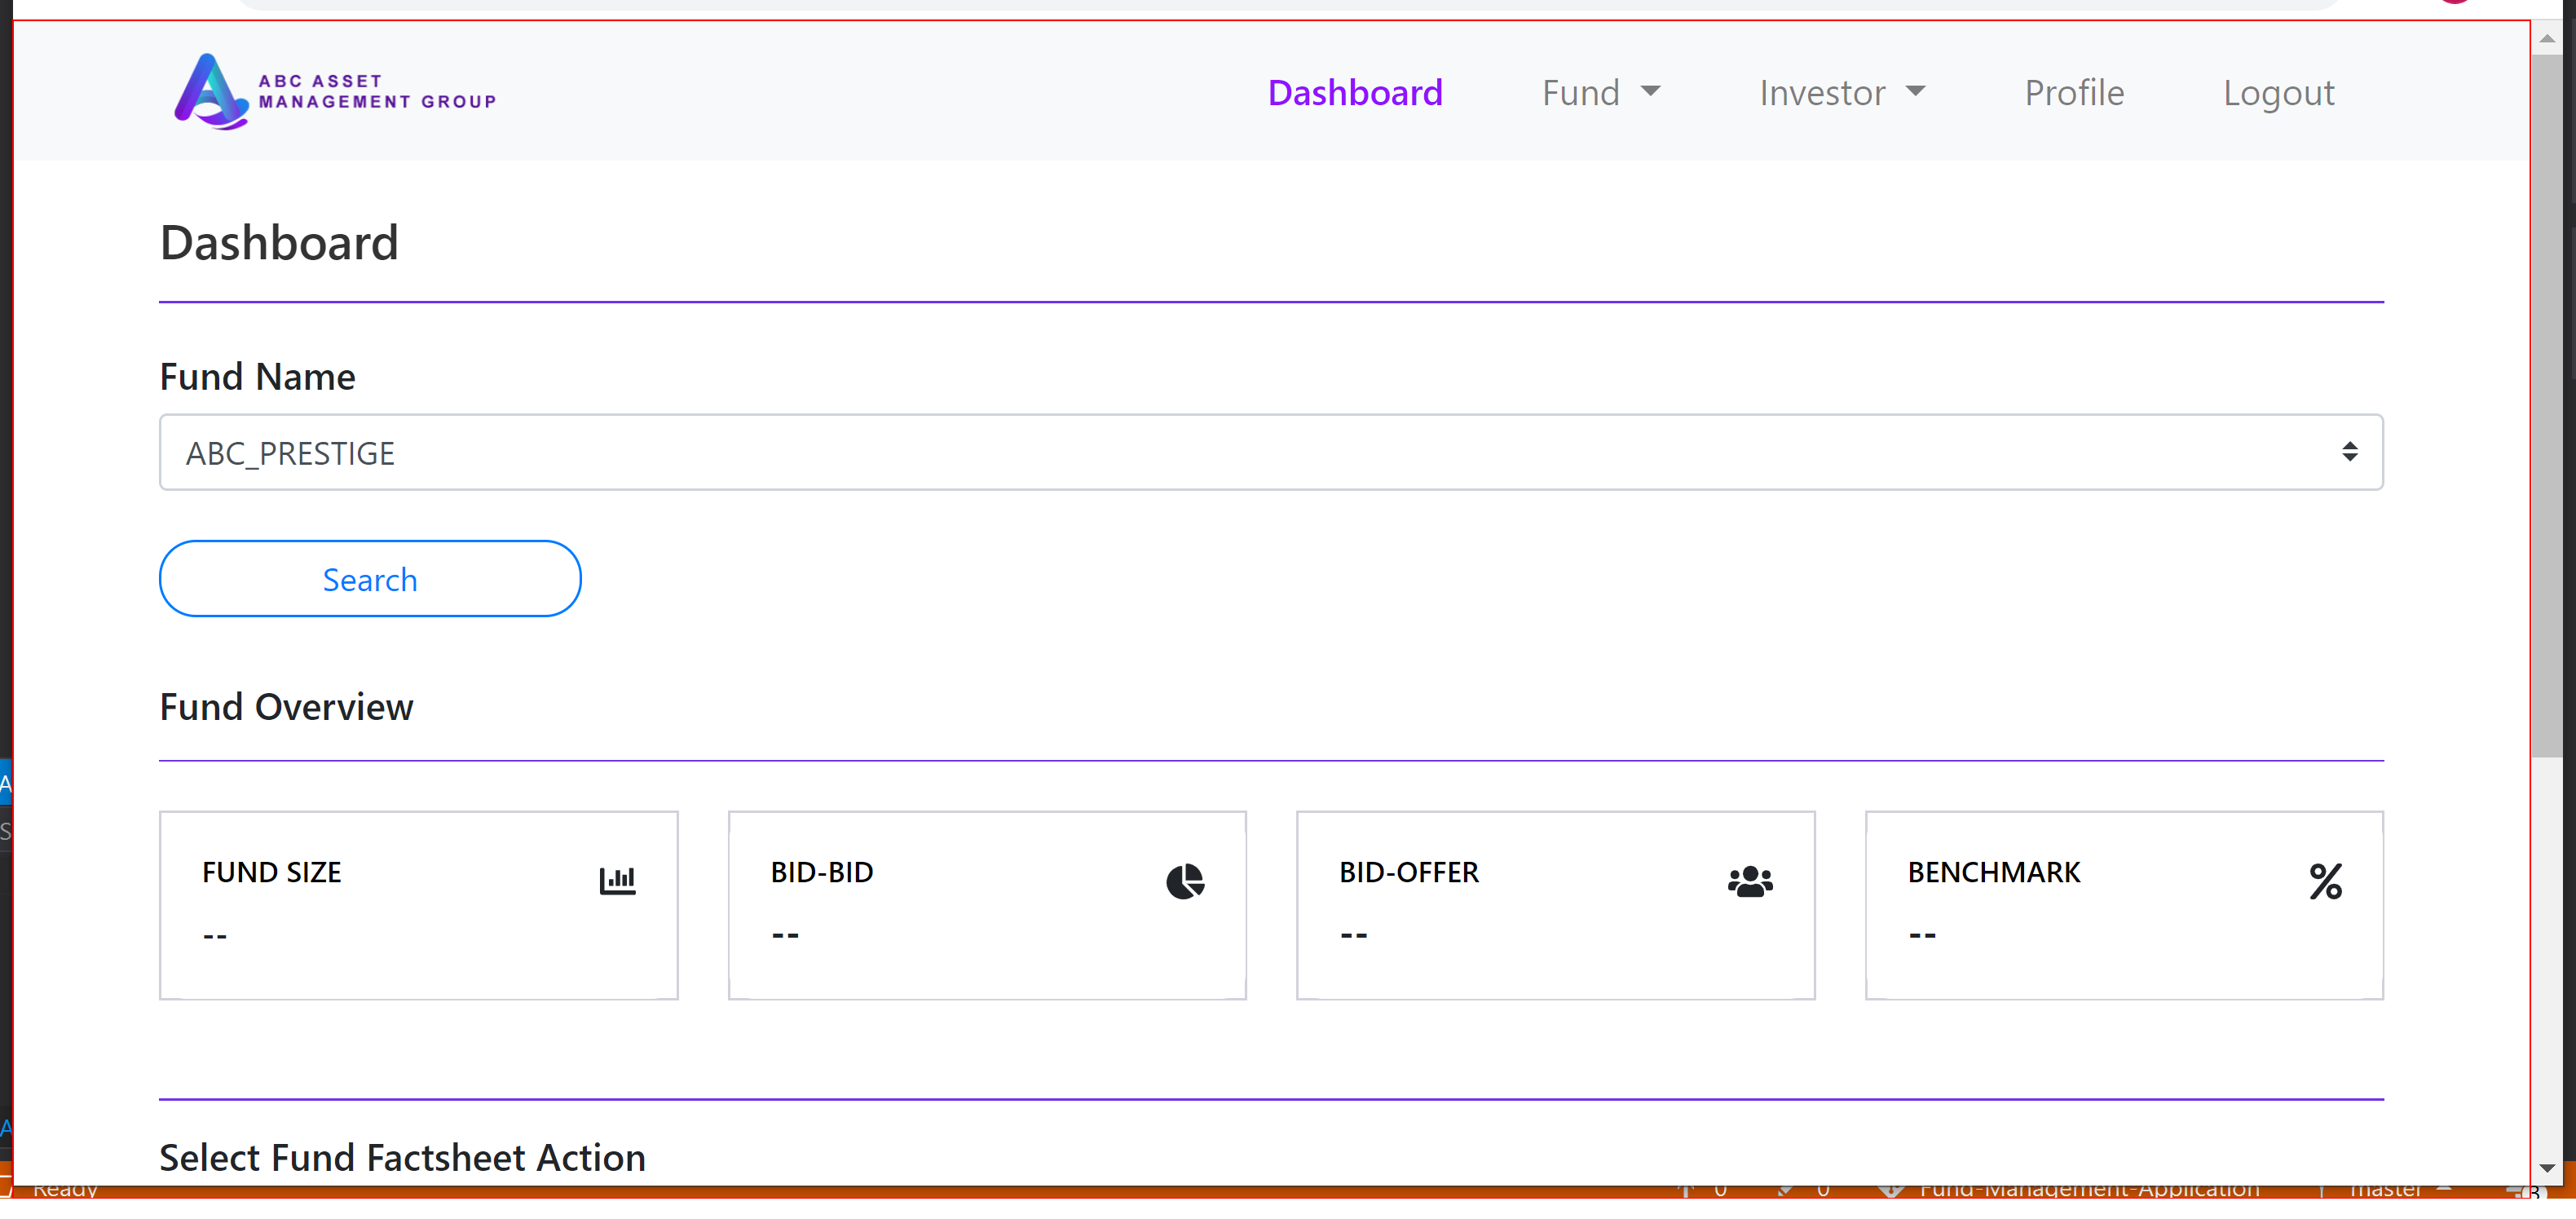 ABC ASSET
MANAGEMENT GROUP
Dashboard Fund Investor Profile Logout
Dashboard
Fund Name
ABC_PRESTIGE
Search
Fund Overview
FUND SIZE BID-BID BID-OFFER BENCHMARK %
-- -- -- --
Select Fund Factsheet Action
Ready 0 0 Fund-Management-Application master 3